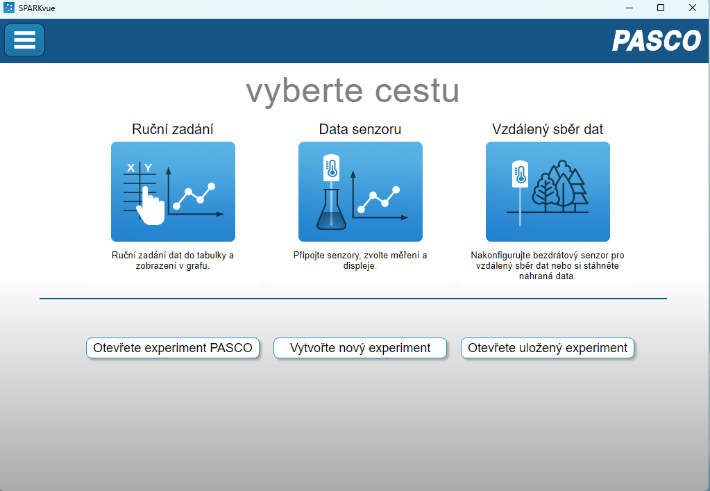 SPARKvue
PASCO
vyberte cestu
Ruční zadání
Data senzoru
Vzdálený sběr dat
X Y
Ruční zadání dat do tabulky a
zobrazení v grafu.
Připojte senzory, zvolte měření a
displeje.
Nakonfigurujte bezdrátový senzor pro
vzdálený sběr dat nebo si stáhněte
nahraná data.
Otevřete experiment PASCO
Vytvořte nový experiment
Otevřete uložený experiment